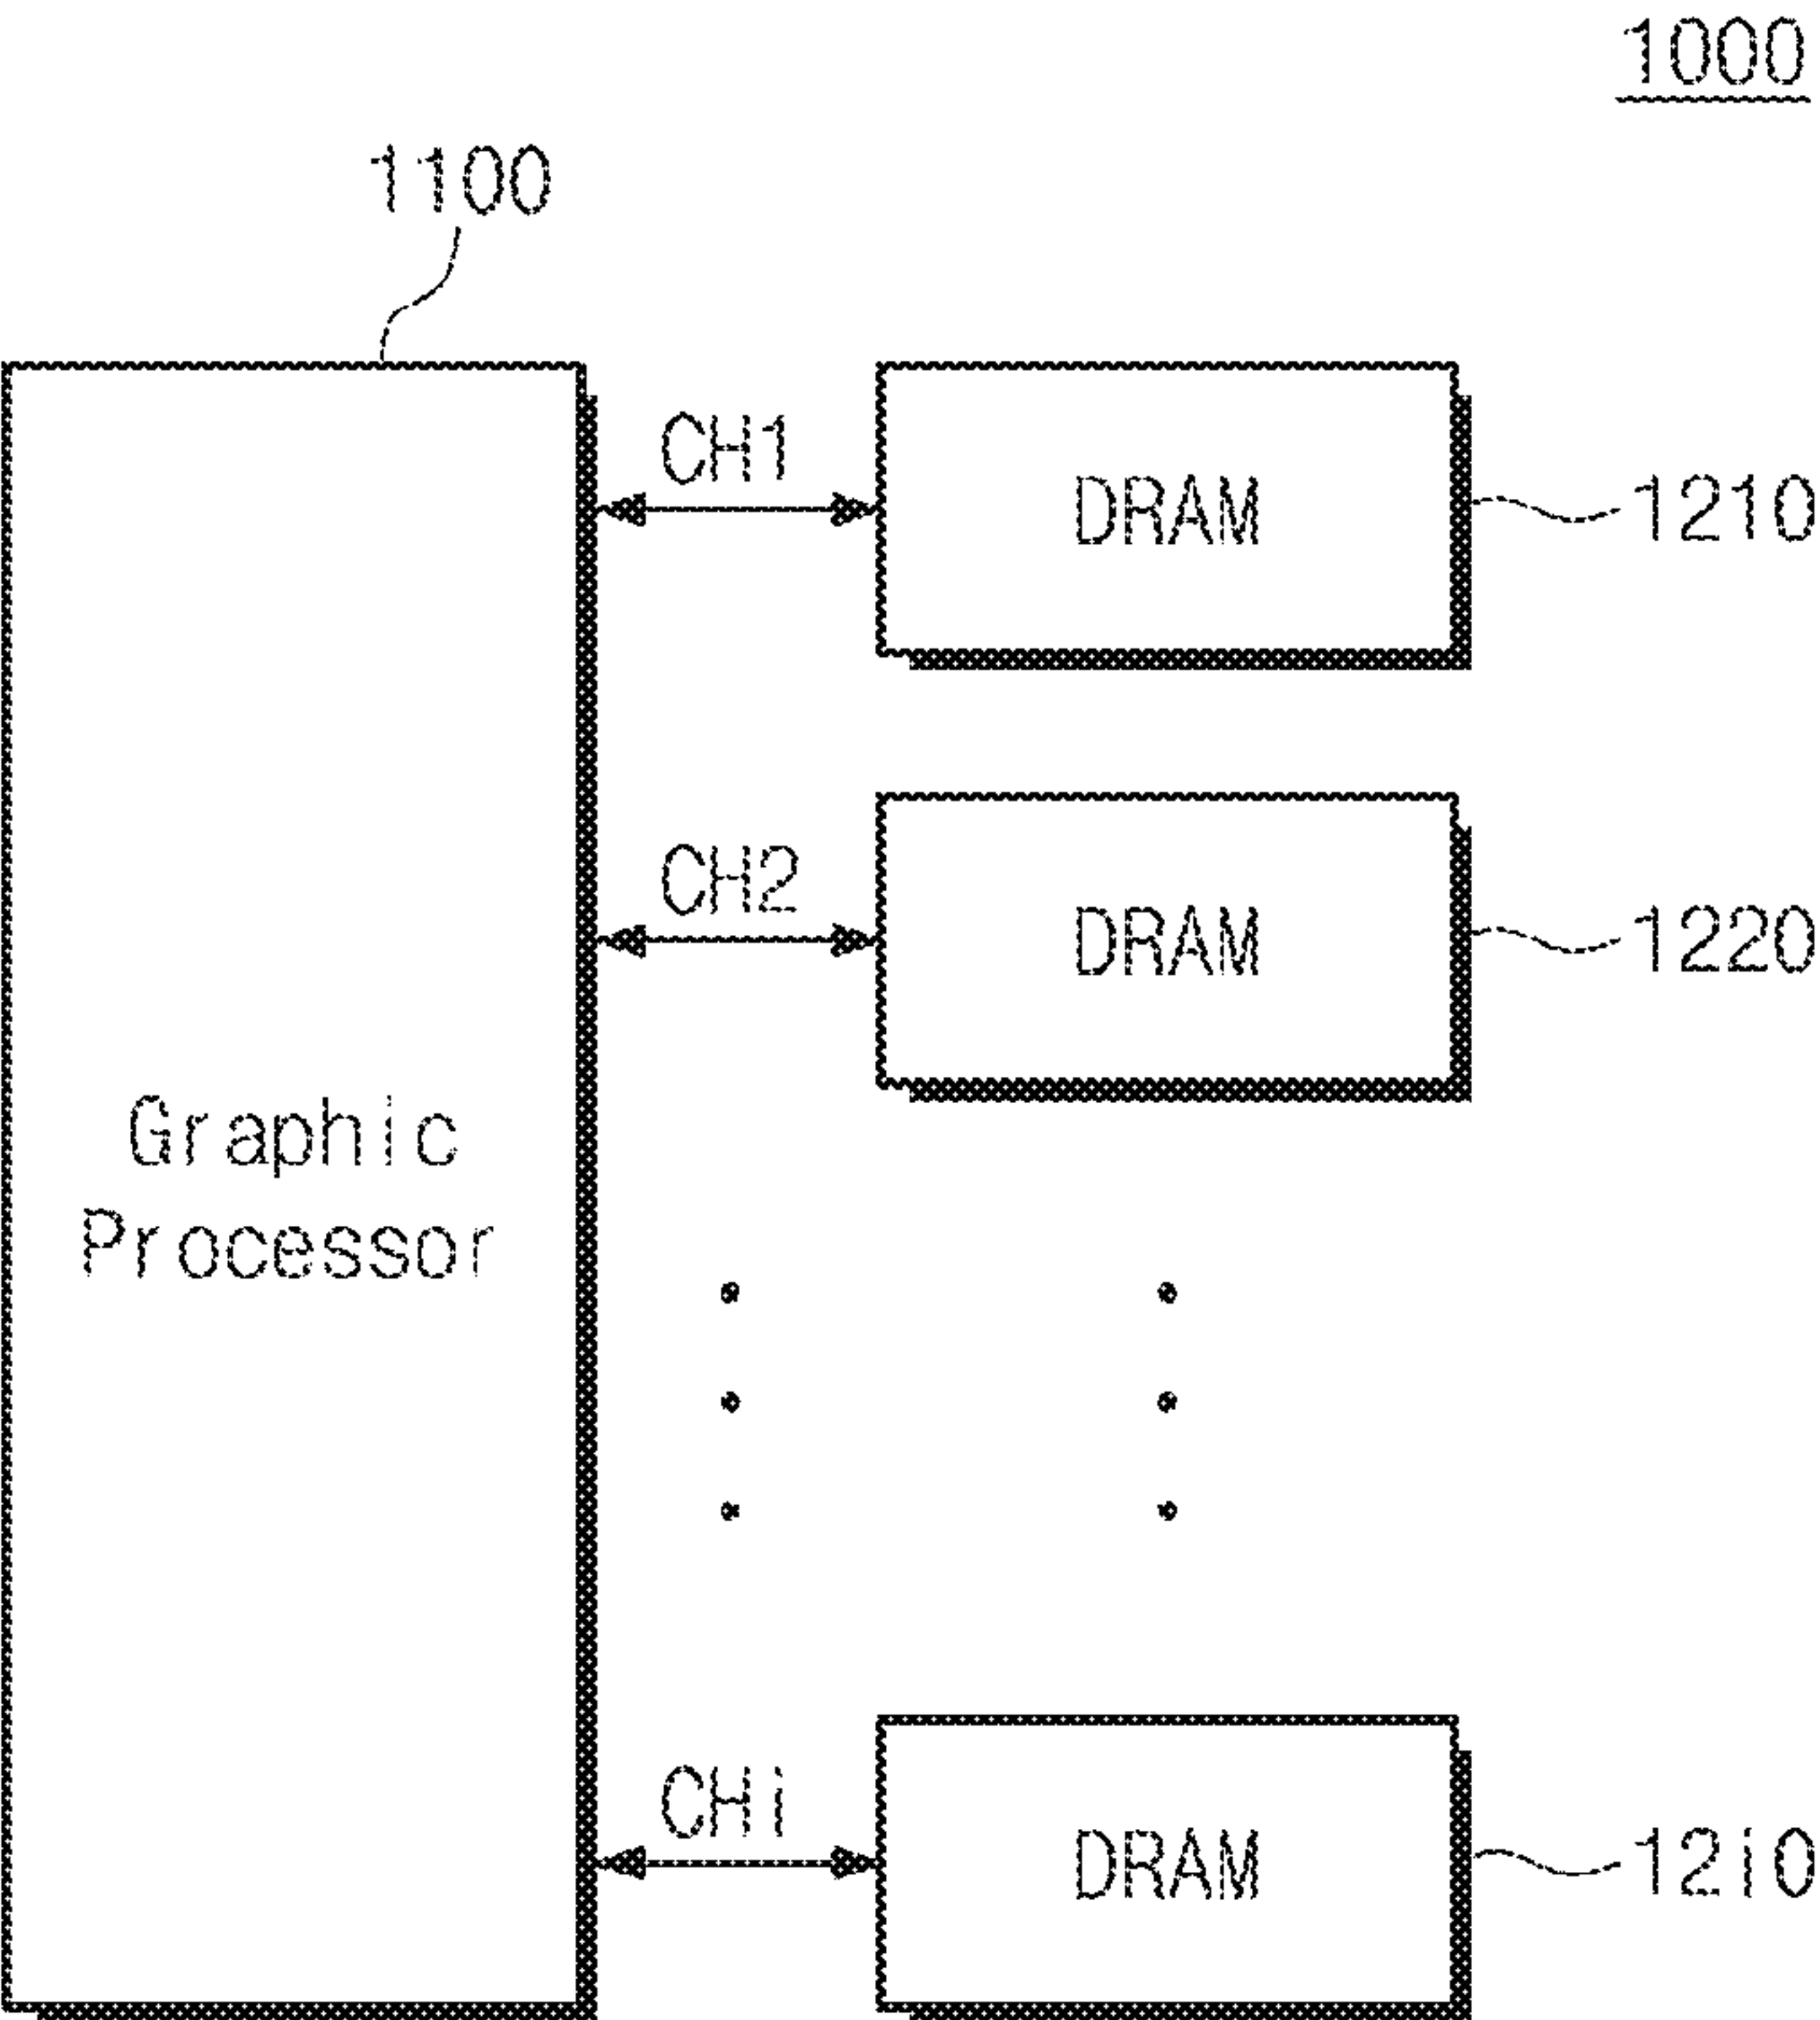 1000
1100
CH1
DRAM
1210
CH2
DRAM
1220
Graphic
Processor
CHi
DRAM
12i0